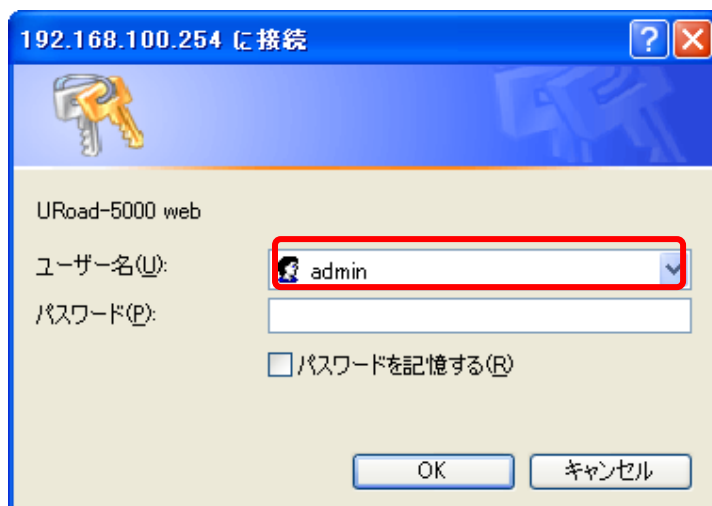 192.168.100.254 に接続
URoad-5000 web
ユーザー名(U):
admin
パスワード(P):
パスワードを記憶する(R)
OK
キャンセル